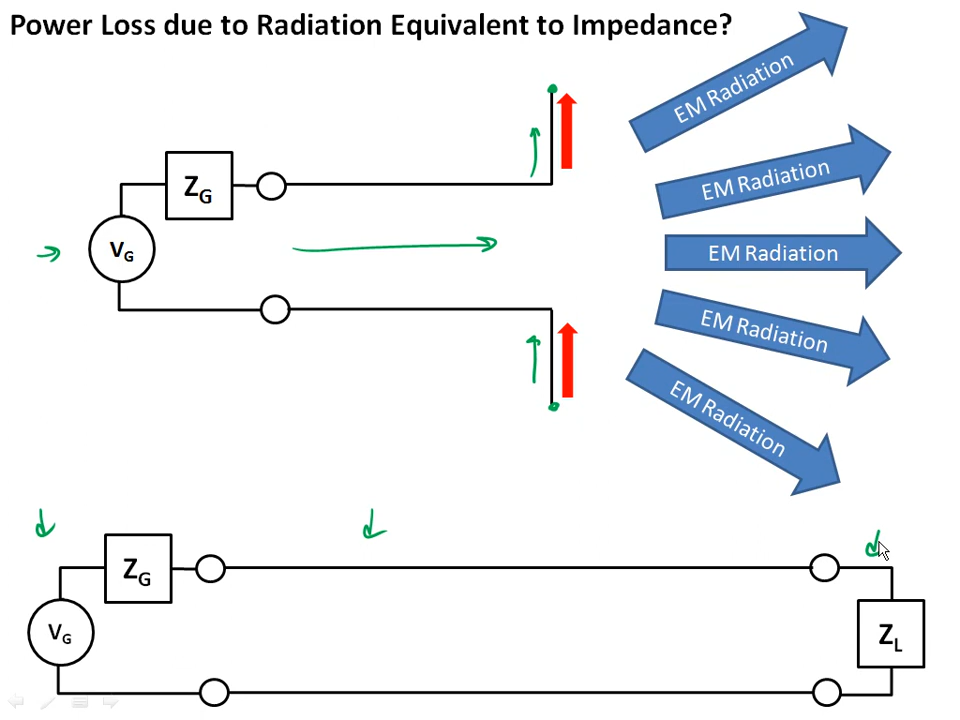 Power Loss due to Radiation Equivalent to Impedance?
EM Radiation
EM Radiation
Z_G
V_G
EM Radiation
EM Radiation
EM Radiation
Z_G
V_G
Z_L